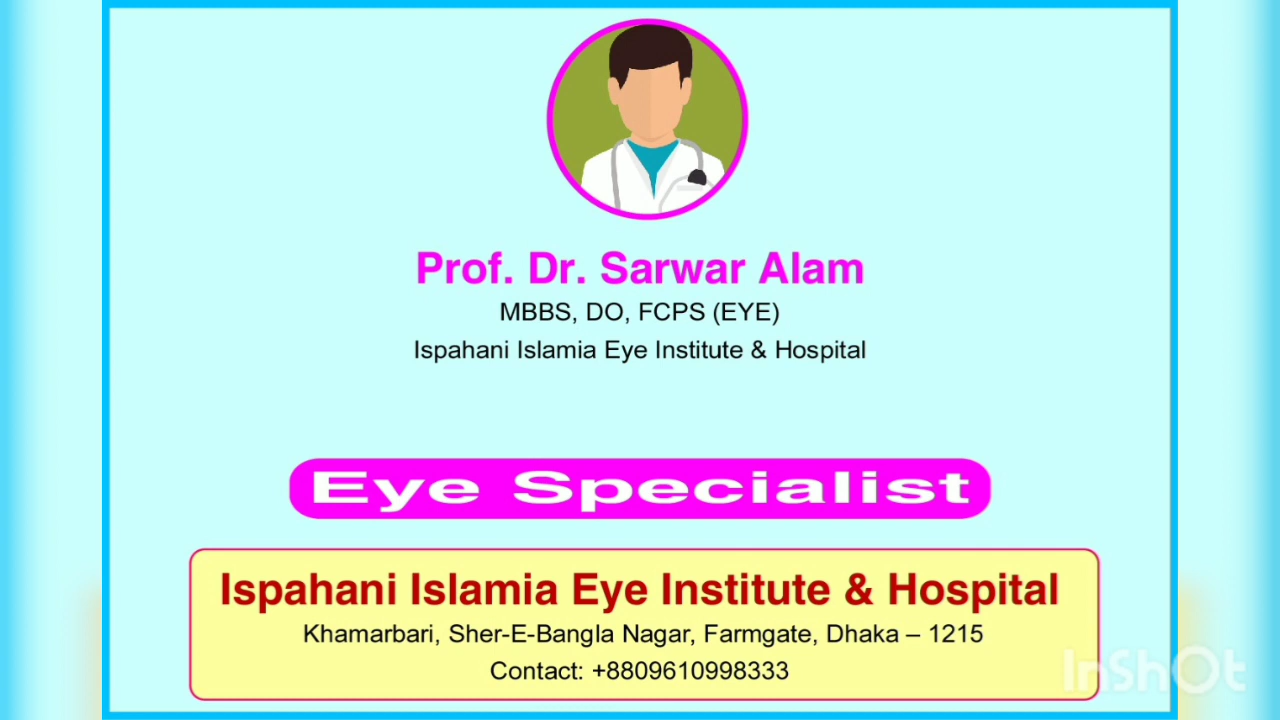 Prof. Dr. Sarwar Alam
MBBS, DO, FCPS (EYE)
Ispahani Islamia Eye Institute & Hospital
Eye Specialist
Ispahani Islamia Eye Institute & Hospital
Khamarbari, Sher-E-Bangla Nagar, Farmgate, Dhaka – 1215
Contact: +8809610998333
InShOt